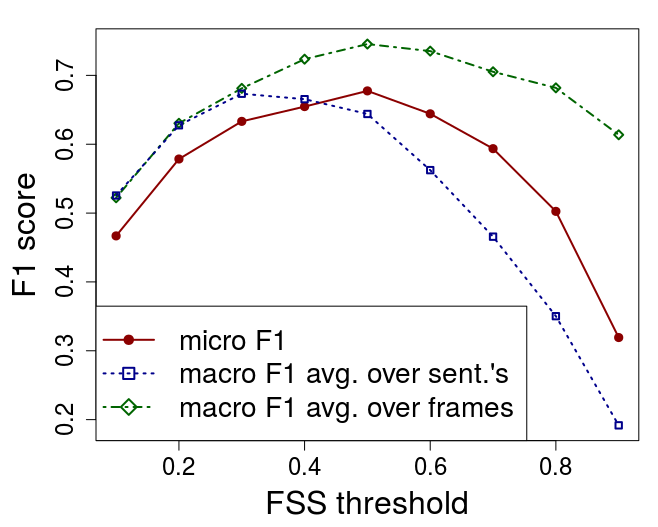 F1 score
0.7
0.6
0.5
0.4
0.3
0.2
micro F1
macro F1 avg. over sent.'s
macro F1 avg. over frames
0.2 0.4 0.6 0.8
FSS threshold